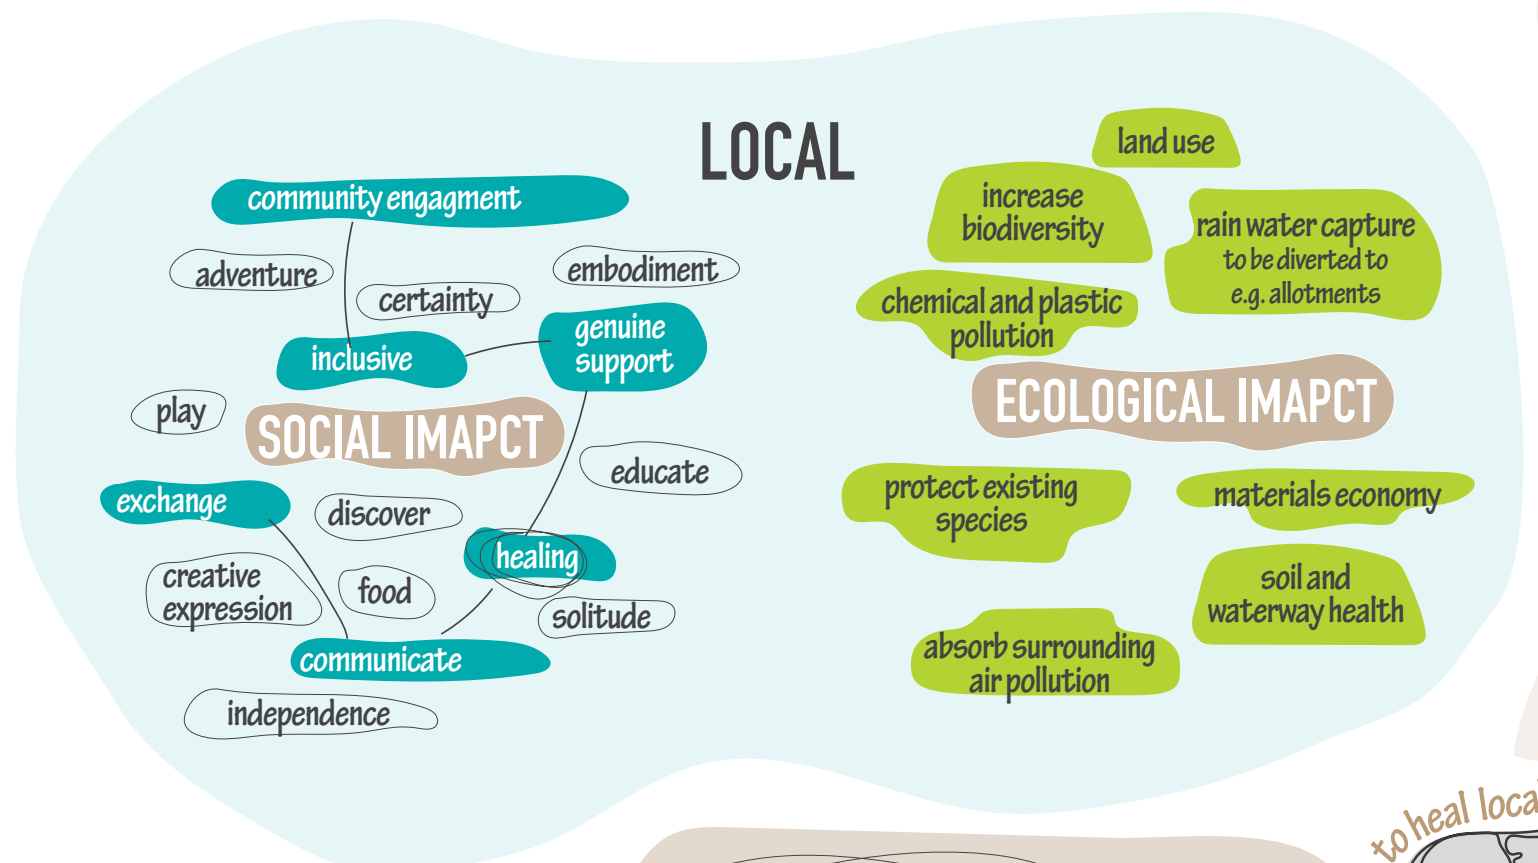 LOCAL
community engagment
adventure
certainty
embodiment
inclusive
genuine
support
play
SOCIAL IMAPCT
educate
exchange
discover
healing
creative
expression
food
solitude
communicate
independence
land use
increase
biodiversity
rain water capture
to be diverted to
e.g. allotments
chemical and plastic
pollution
ECOLOGICAL IMAPCT
protect existing
species
materials economy
soil and
waterway health
absorb surrounding
air pollution
to heal loca